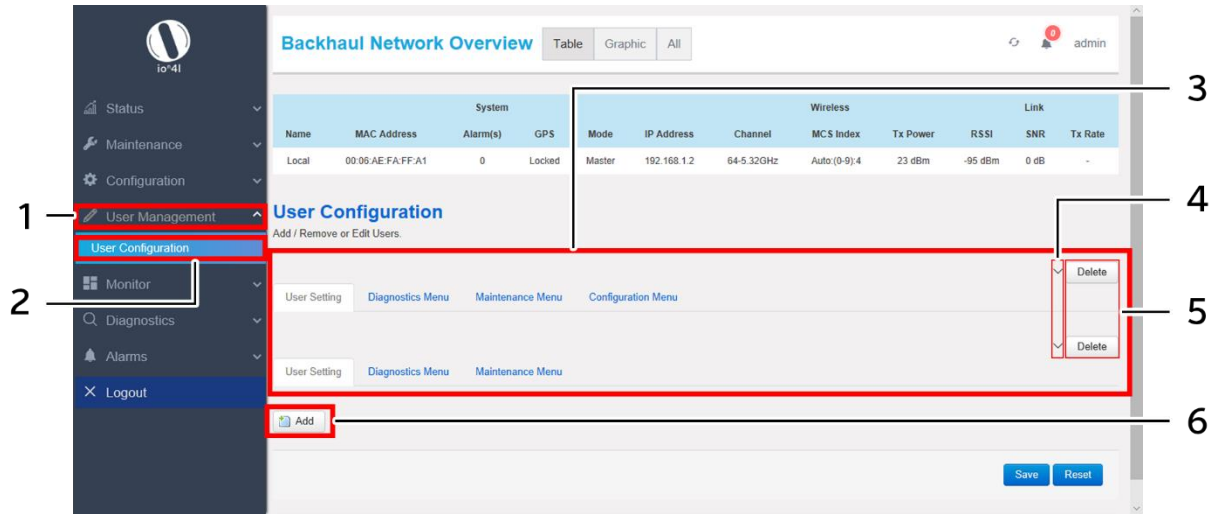 io°4I
Backhaul Network Overview Table Graphic All 0 admin
3
Status
Maintenance
Configuration
1 User Management
User Configuration
2 Monitor
Diagnostics
Alarms
Logout
System Wireless Link
Name MAC Address Alarm(s) GPS Mode IP Address Channel MCS Index Tx Power RSSI SNR Tx Rate
Local 00:06:AE:FA:FF:A1 0 Locked Master 192.168.1.2 64-5.32GHz Auto:(0-9):4 23 dBm -95 dBm 0 dB -
User Configuration 4
Add / Remove or Edit Users.
Delete
User Setting Diagnostics Menu Maintenance Menu Configuration Menu 5
Delete
User Setting Diagnostics Menu Maintenance Menu
Add 6
Save Reset